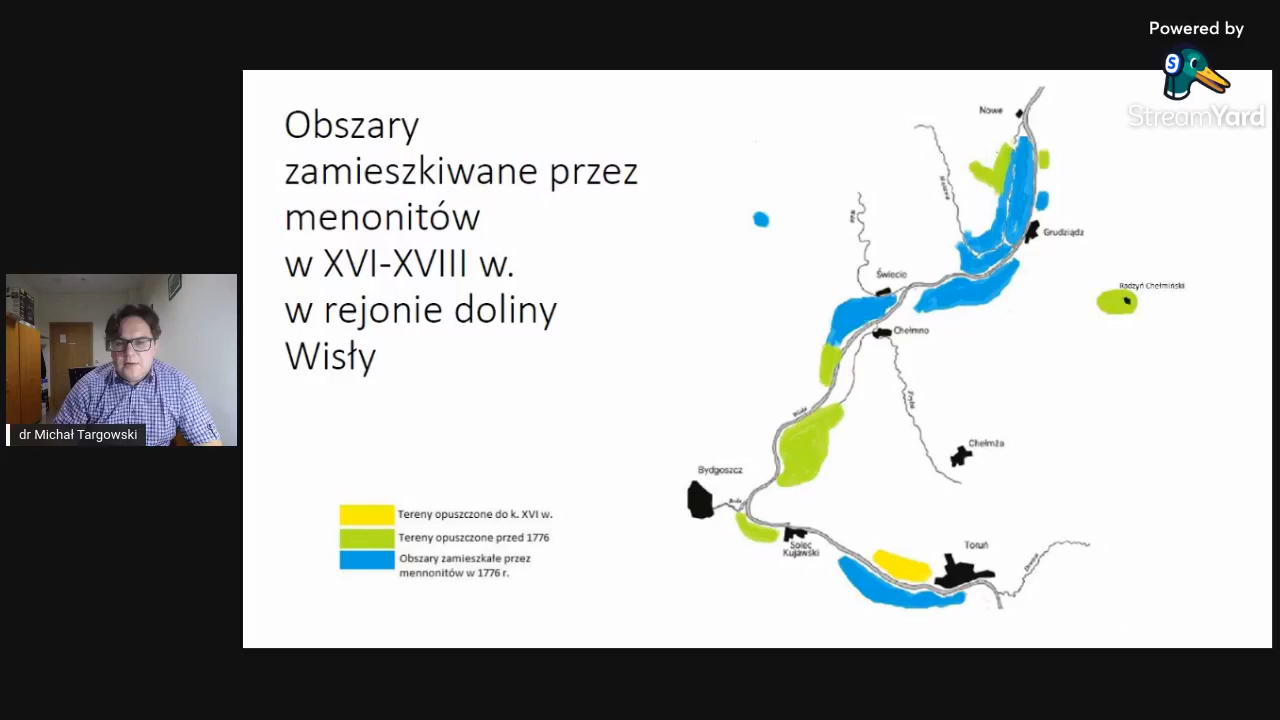 Powered by
StreamYard
Obszary
zamieszkiwane przez
menonitów
w XVI-XVIII w.
w rejonie doliny
Wisły
Nowe
Grudziądz
Świecie
Radzyń Chełmiński
Chełmno
Wisła
Chełmża
Bydgoszcz
Brda
Solec
Kujawski
Toruń
Tereny opuszczone do k. XVI w.
Tereny opuszczone przed 1776
Obszary zamieszkałe przez
mennonitów w 1776 r.
dr Michał Targowski